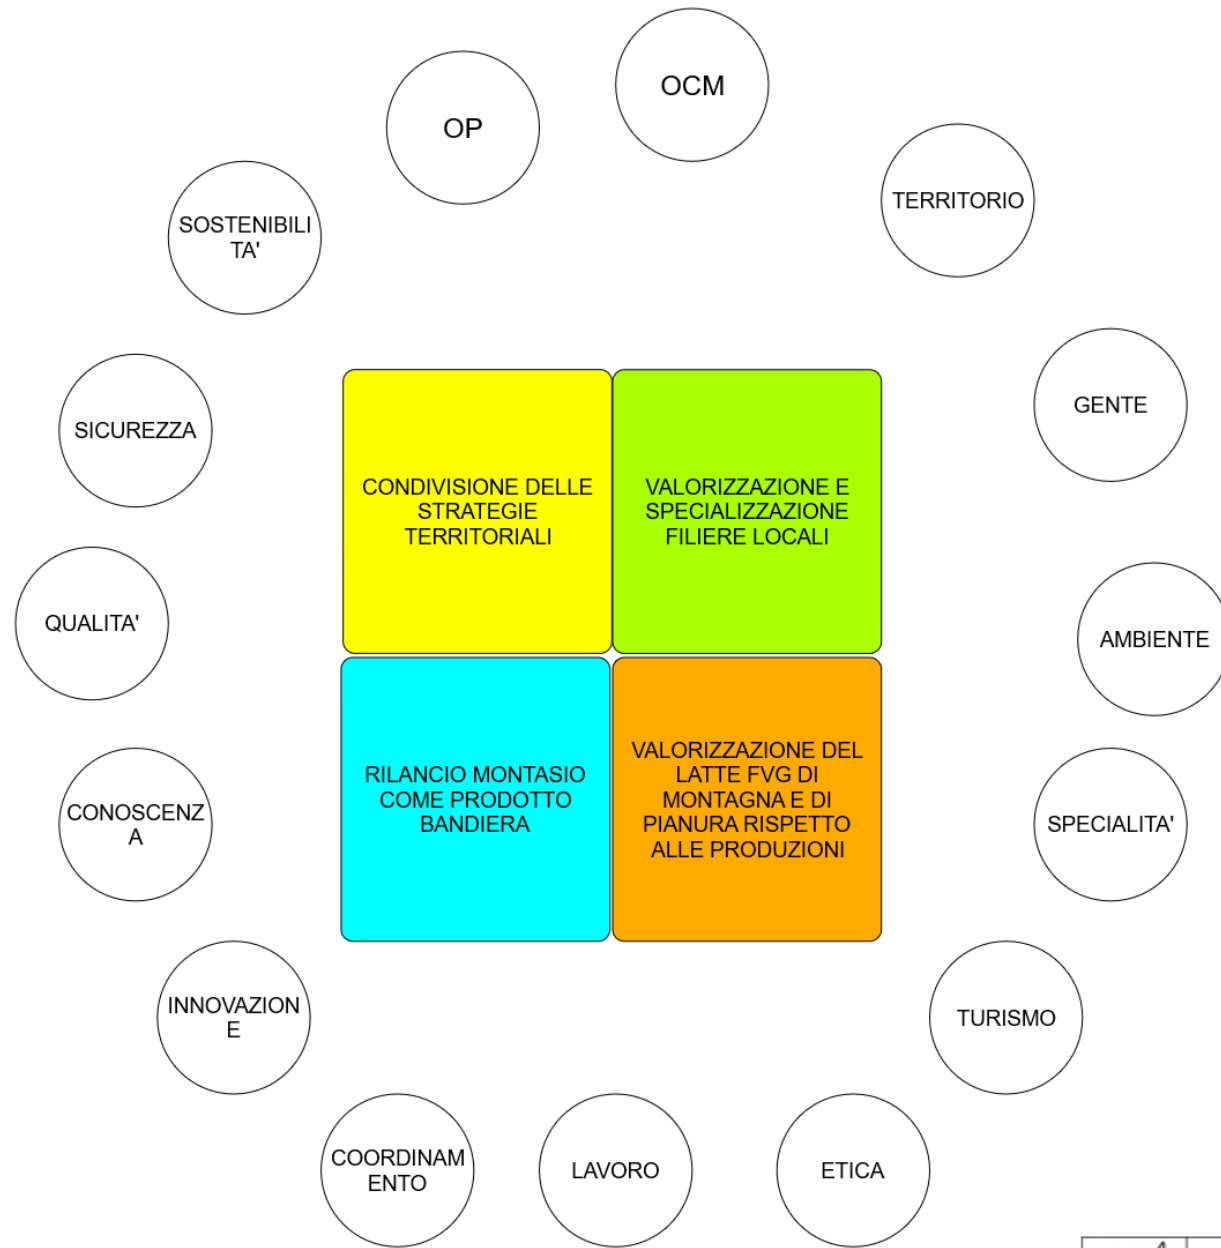 OCM
OP
TERRITORIO
SOSTENIBILI
TA'
GENTE
SICUREZZA
CONDIVISIONE DELLE
STRATEGIE
TERRITORIALI
VALORIZZAZIONE E
SPECIALIZZAZIONE
FILIERE LOCALI
QUALITA'
AMBIENTE
RILANCIO MONTASIO
COME PRODOTTO
BANDIERA
VALORIZZAZIONE DEL
LATTE FVG DI
MONTAGNA E DI
PIANURA RISPETTO
ALLE PRODUZIONI
CONOSCENZ
A
SPECIALITA'
INNOVAZION
E
TURISMO
COORDINAM
ENTO
LAVORO
ETICA